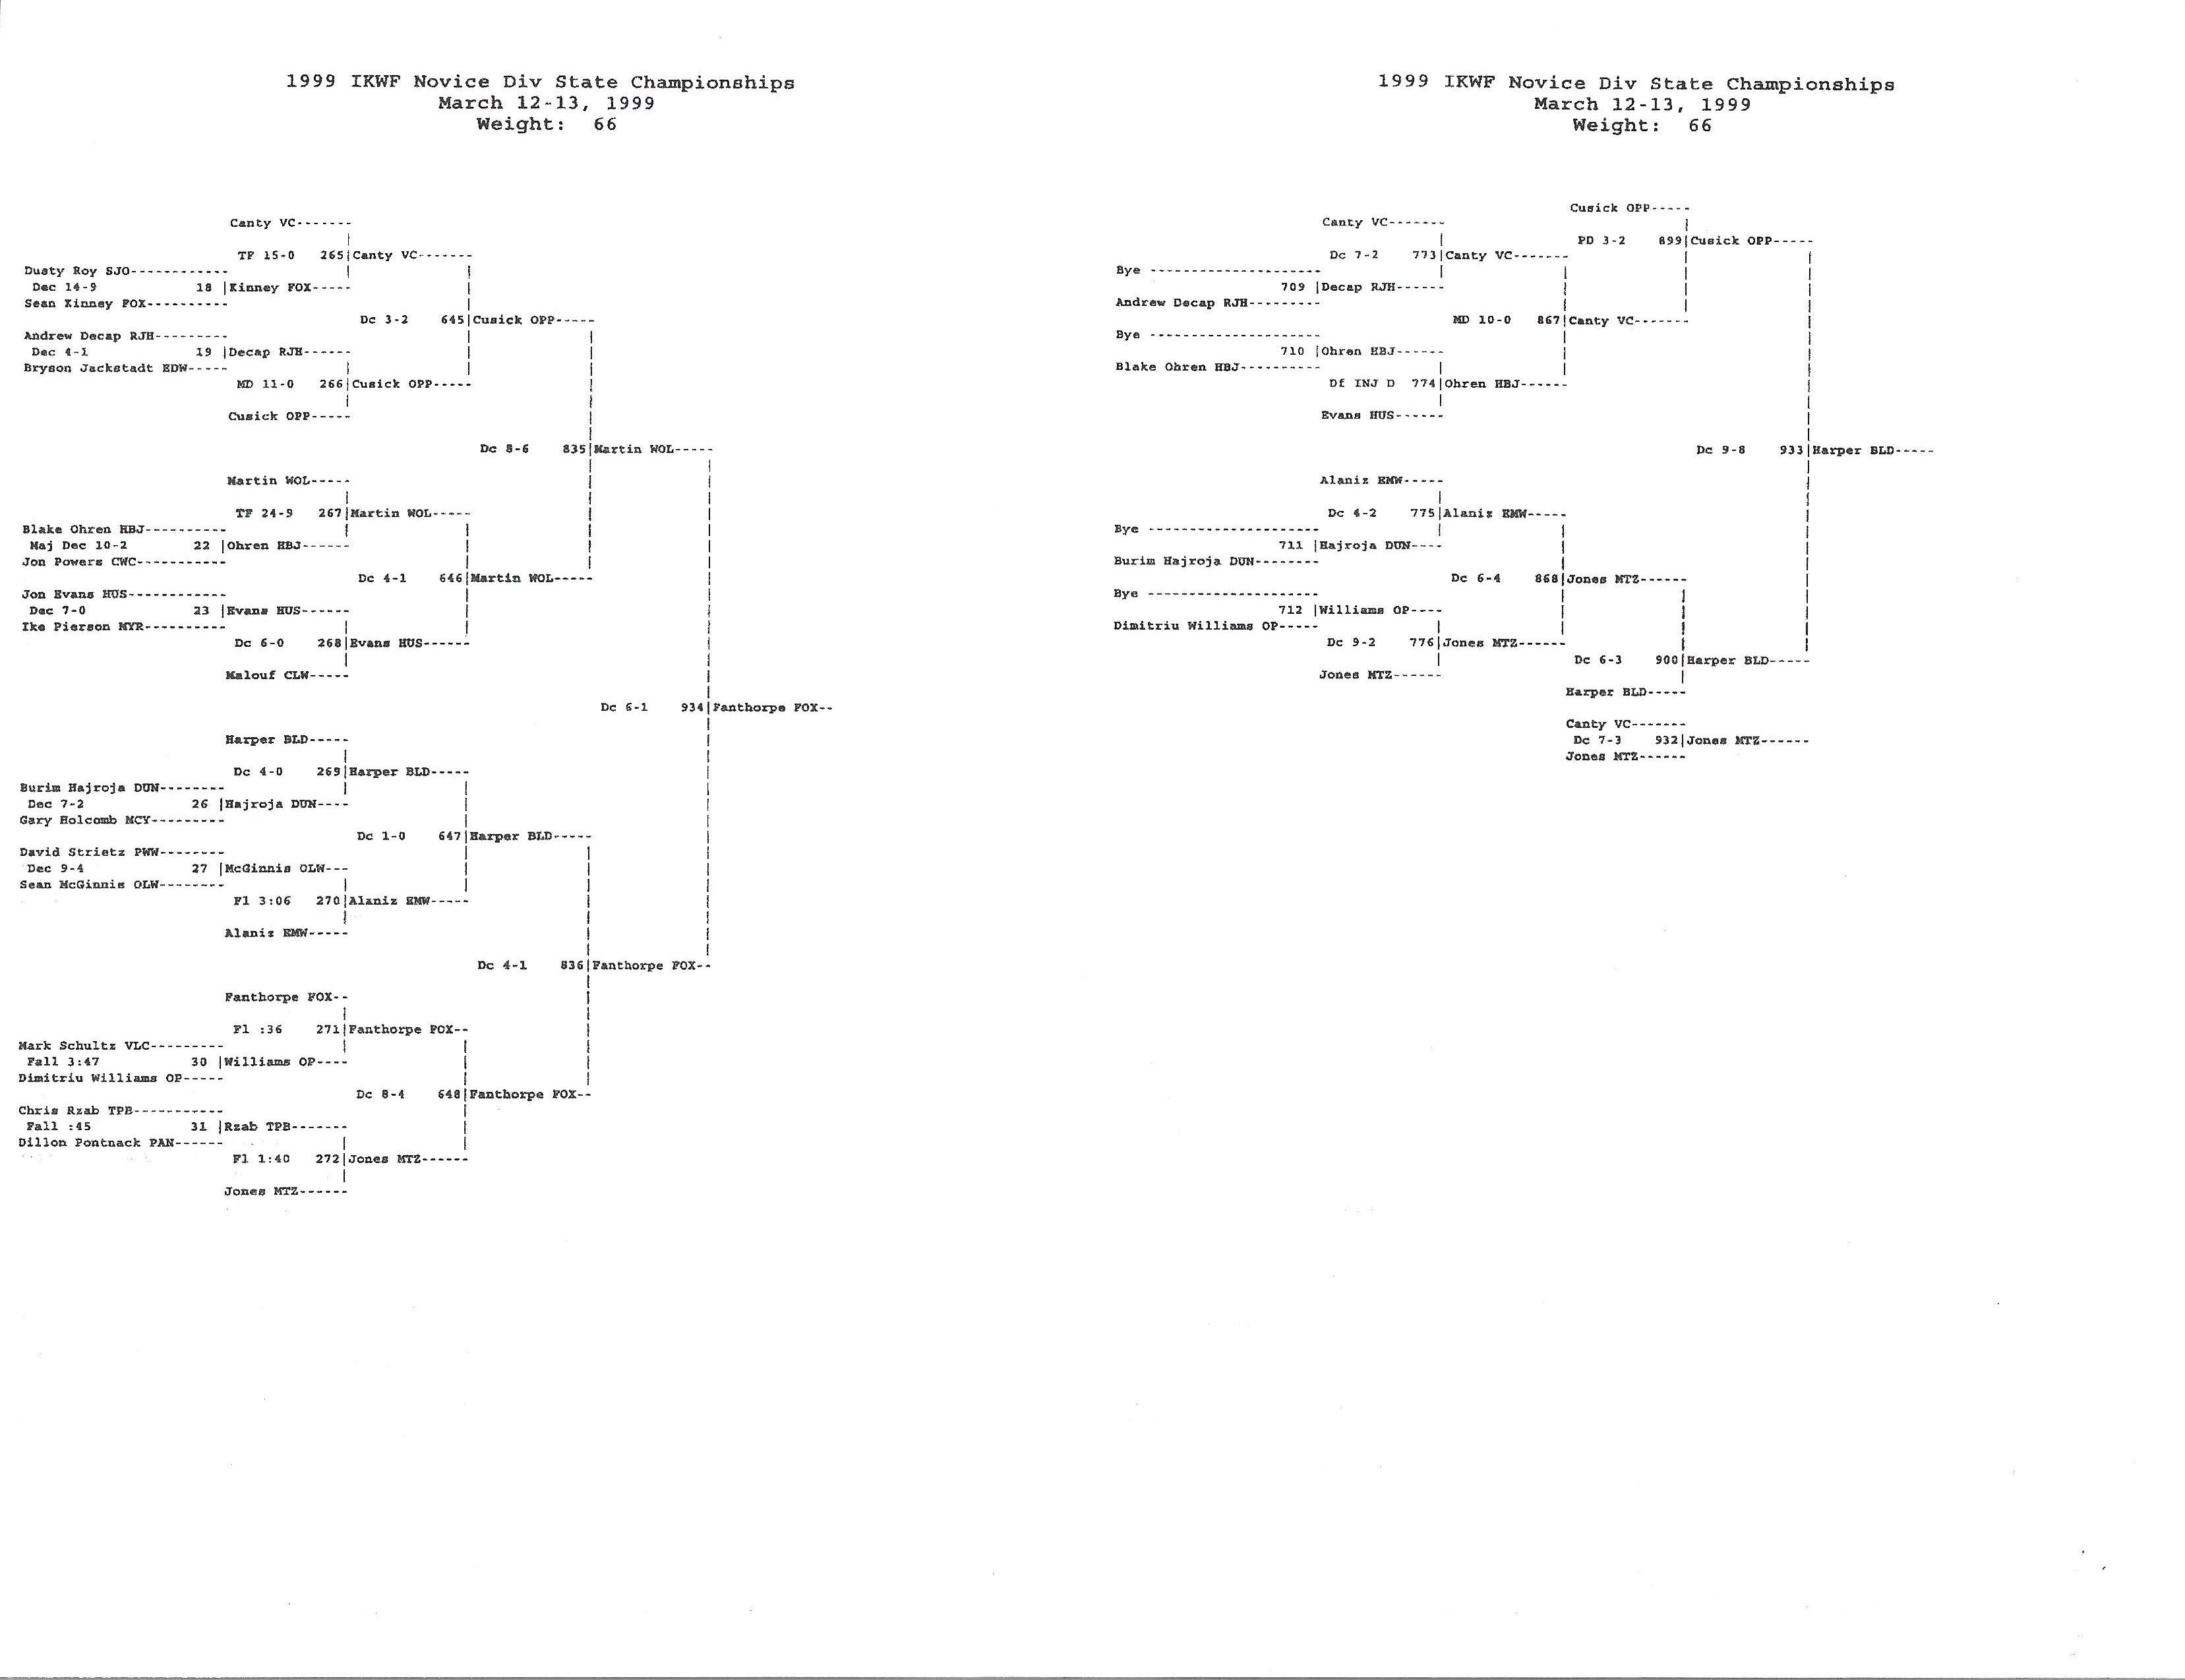 1999 IKWF Novice Div State Championships
March 12-13, 1999
Weight: 66
Canty VC-------
TF 15-0 265|Canty VC-------
Dusty Roy SJO------------
Dec 14-9 18 |Kinney FOX-----
Sean Kinney FOX----------
Dc 3-2 645|Cusick OPP-----
Andrew Decap RJH---------
Dec 4-1 19 |Decap RJH------
Bryson Jackstadt EDW-----
MD 11-0 266|Cusick OPP-----
Cusick OPP-----
Dc 8-6 835|Martin WOL-----
Martin WOL-----
TF 24-9 267|Martin WOL-----
Blake Ohren HBJ----------
Maj Dec 10-2 22 |Ohren HBJ------
Jon Powers CWC-----------
Dc 4-1 646|Martin WOL-----
Jon Evans HUS------------
Dec 7-0 23 |Evans HUS------
Ike Pierson MYR----------
Dc 6-0 268|Evans HUS------
Malouf CLW-----
Dc 6-1 934|Fanthorpe FOX--
Harper BLD-----
Dc 4-0 269|Harper BLD-----
Burim Hajroja DUN--------
Dec 7-2 26 |Hajroja DUN----
Gary Holcomb MCY---------
Dc 1-0 647|Harper BLD-----
David Strietz PWW--------
Dec 9-4 27 |McGinnis OLW---
Sean McGinnis OLW--------
Fl 3:06 270|Alaniz EMW-----
Alaniz EMW-----
Dc 4-1 836|Fanthorpe FOX--
Fanthorpe FOX--
Fl :36 271|Fanthorpe FOX--
Mark Schultz VLC---------
Fall 3:47 30 |Williams OP----
Dimitriu Williams OP-----
Dc 8-4 648|Fanthorpe FOX--
Chris Rzab TPB-----------
Fall :45 31 |Rzab TPB-------
Dillon Pontnack PAN------
Fl 1:40 272|Jones MTZ------
Jones MTZ------
1999 IKWF Novice Div State Championships
March 12-13, 1999
Weight: 66
Cusick OPP-----
Canty VC-------
PD 3-2 899|Cusick OPP-----
Dc 7-2 773|Canty VC-------
Bye ---------------------
709 |Decap RJH------
Andrew Decap RJH---------
MD 10-0 867|Canty VC-------
Bye ---------------------
710 |Ohren HBJ------
Blake Ohren HBJ----------
Df INJ D 774|Ohren HBJ------
Evans HUS------
Dc 9-8 933|Harper BLD-----
Alaniz EMW-----
Dc 4-2 775|Alaniz EMW-----
Bye ---------------------
711 |Hajroja DUN----
Burim Hajroja DUN--------
Dc 6-4 868|Jones MTZ------
Bye ---------------------
712 |Williams OP----
Dimitriu Williams OP-----
Dc 9-2 776|Jones MTZ------
Dc 6-3 900|Harper BLD-----
Jones MTZ------
Harper BLD-----
Canty VC-------
Dc 7-3 932|Jones MTZ------
Jones MTZ------